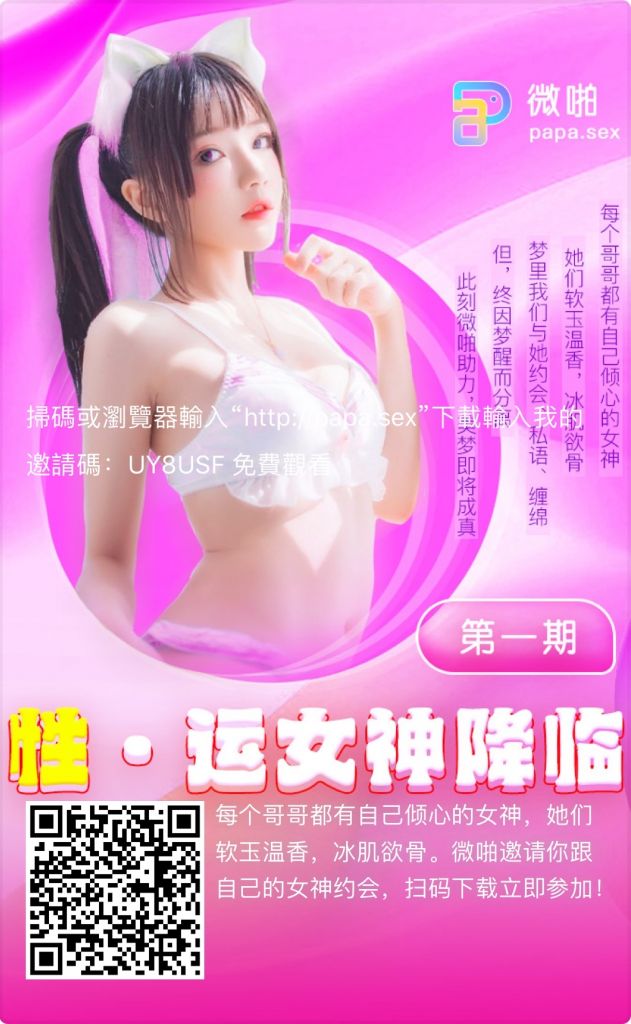 微啪
papa.sex
每个哥哥都有自己倾心的女神
她们软玉温香，冰肌欲骨
梦里我们与她约会、私语、缠绵
但，终因梦醒而分
此刻微啪助力，美梦即将成真
掃碼或瀏覽器輸入“http://papa.sex”下載輸入我的
邀請碼：UY8USF 免費觀看
第一期
性·运女神降临
每个哥哥都有自己倾心的女神，她们
软玉温香，冰肌欲骨。微啪邀请你跟
自己的女神约会，扫码下载立即参加！